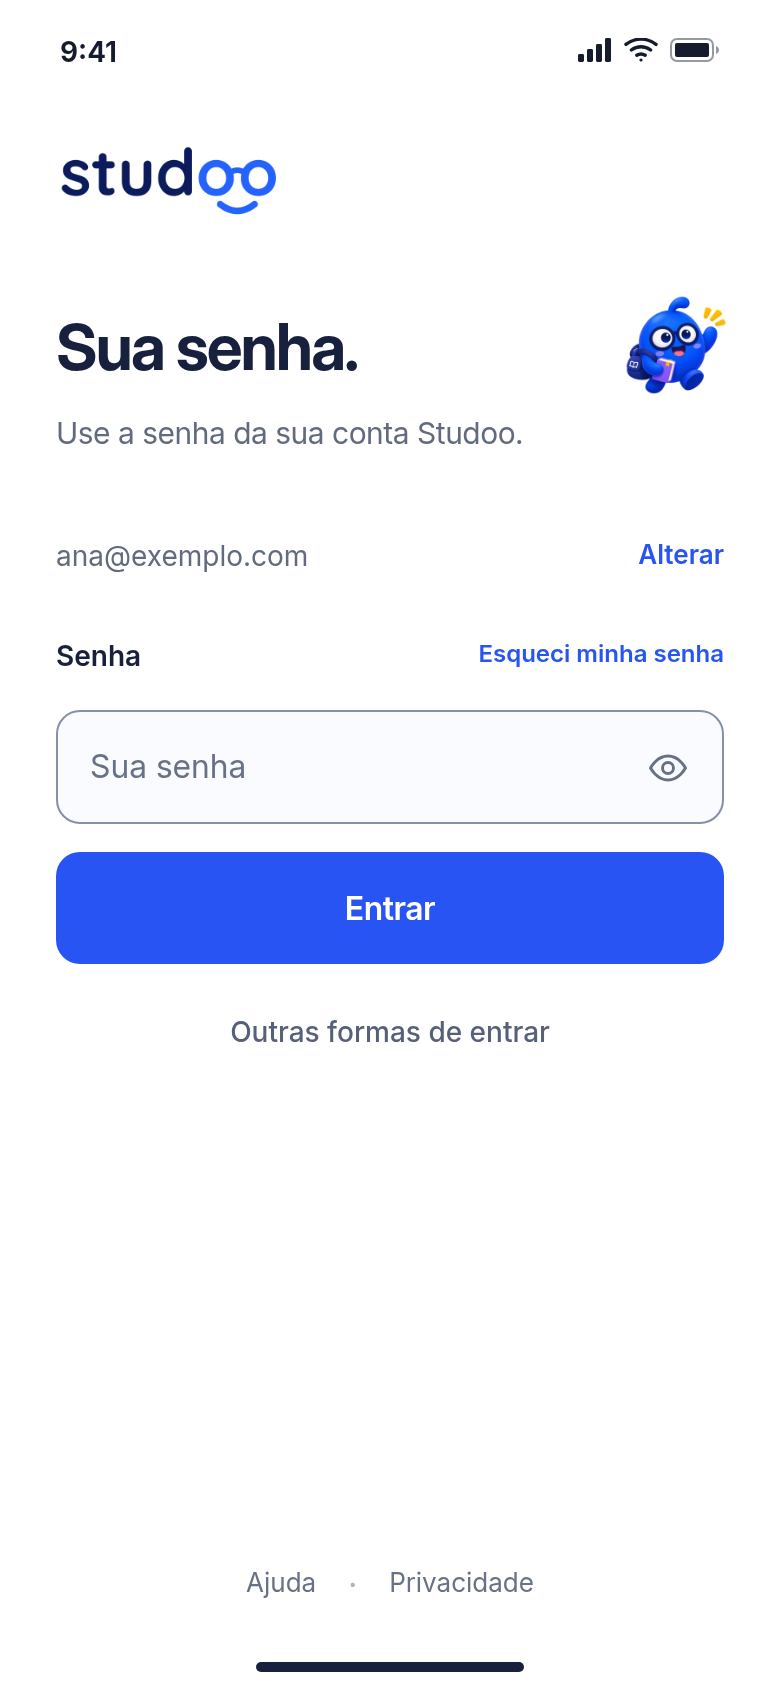 9:41
studoo
Sua senha.
Use a senha da sua conta Studoo.
ana@exemplo.com Alterar
Senha Esqueci minha senha
Sua senha
Entrar
Outras formas de entrar
Ajuda • Privacidade